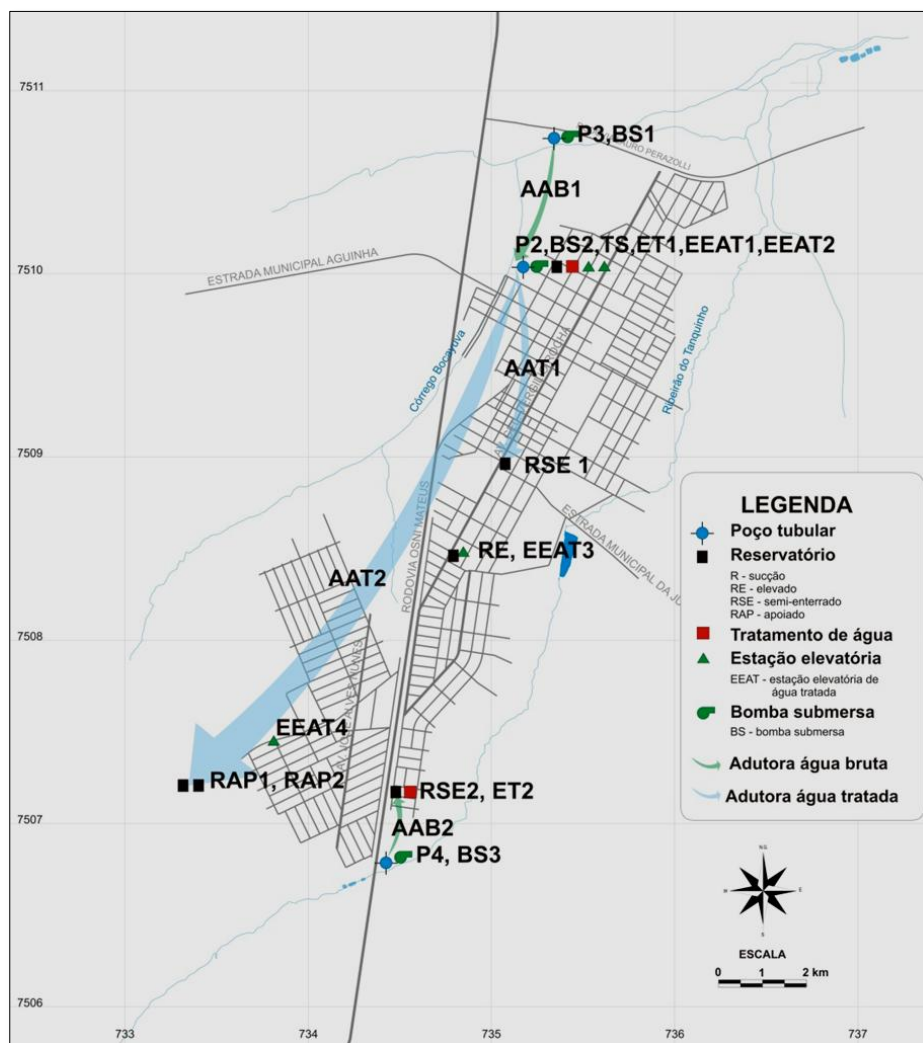 7511
P3,BS1
MAURO PERAZOLLI
AAB1
P2,BS2,TS,ET1,EEAT1,EEAT2
7510
ESTRADA MUNICIPAL AGUINHA
Ribeirão do Tanquinho
Córrego Bocayuva
AAT1
ROCHA
7509
RSE 1
ESTRADA MUNICIPAL DA
RODOVIA OSNI MATEUS
RE, EEAT3
AAT2
7508
NUNES
EEAT4
RAP1, RAP2
RSE2, ET2
7507
AAB2
P4, BS3
7506
733
734
735
736
737
LEGENDA
Poço tubular
Reservatório
R - sucção
RE - elevado
RSE - semi-enterrado
RAP - apoiado
Tratamento de água
Estação elevatória
EEAT - estação elevatória de
água tratada
Bomba submersa
BS - bomba submersa
Adutora água bruta
Adutora água tratada
ESCALA
0 1 2 km